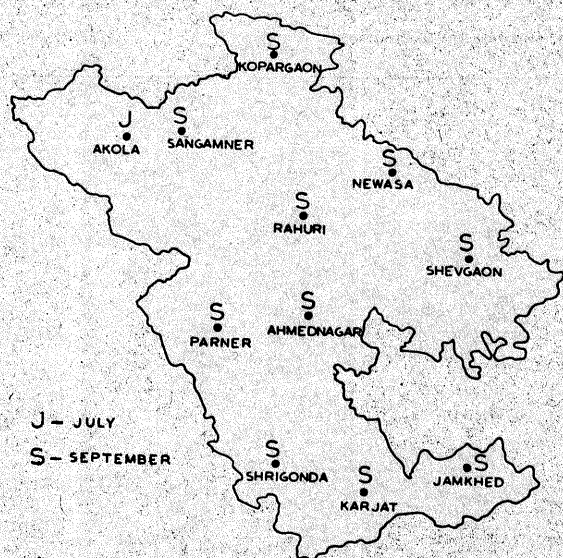 S
KOPARGAON
J
AKOLA
S
SANGAMNER
S
NEWASA
S
RAHURI
S
SHEVGAON
S
PARNER
S
AHMEDNAGAR
J - JULY
S - SEPTEMBER
S
SHRIGONDA
S
KARJAT
S
JAMKHED